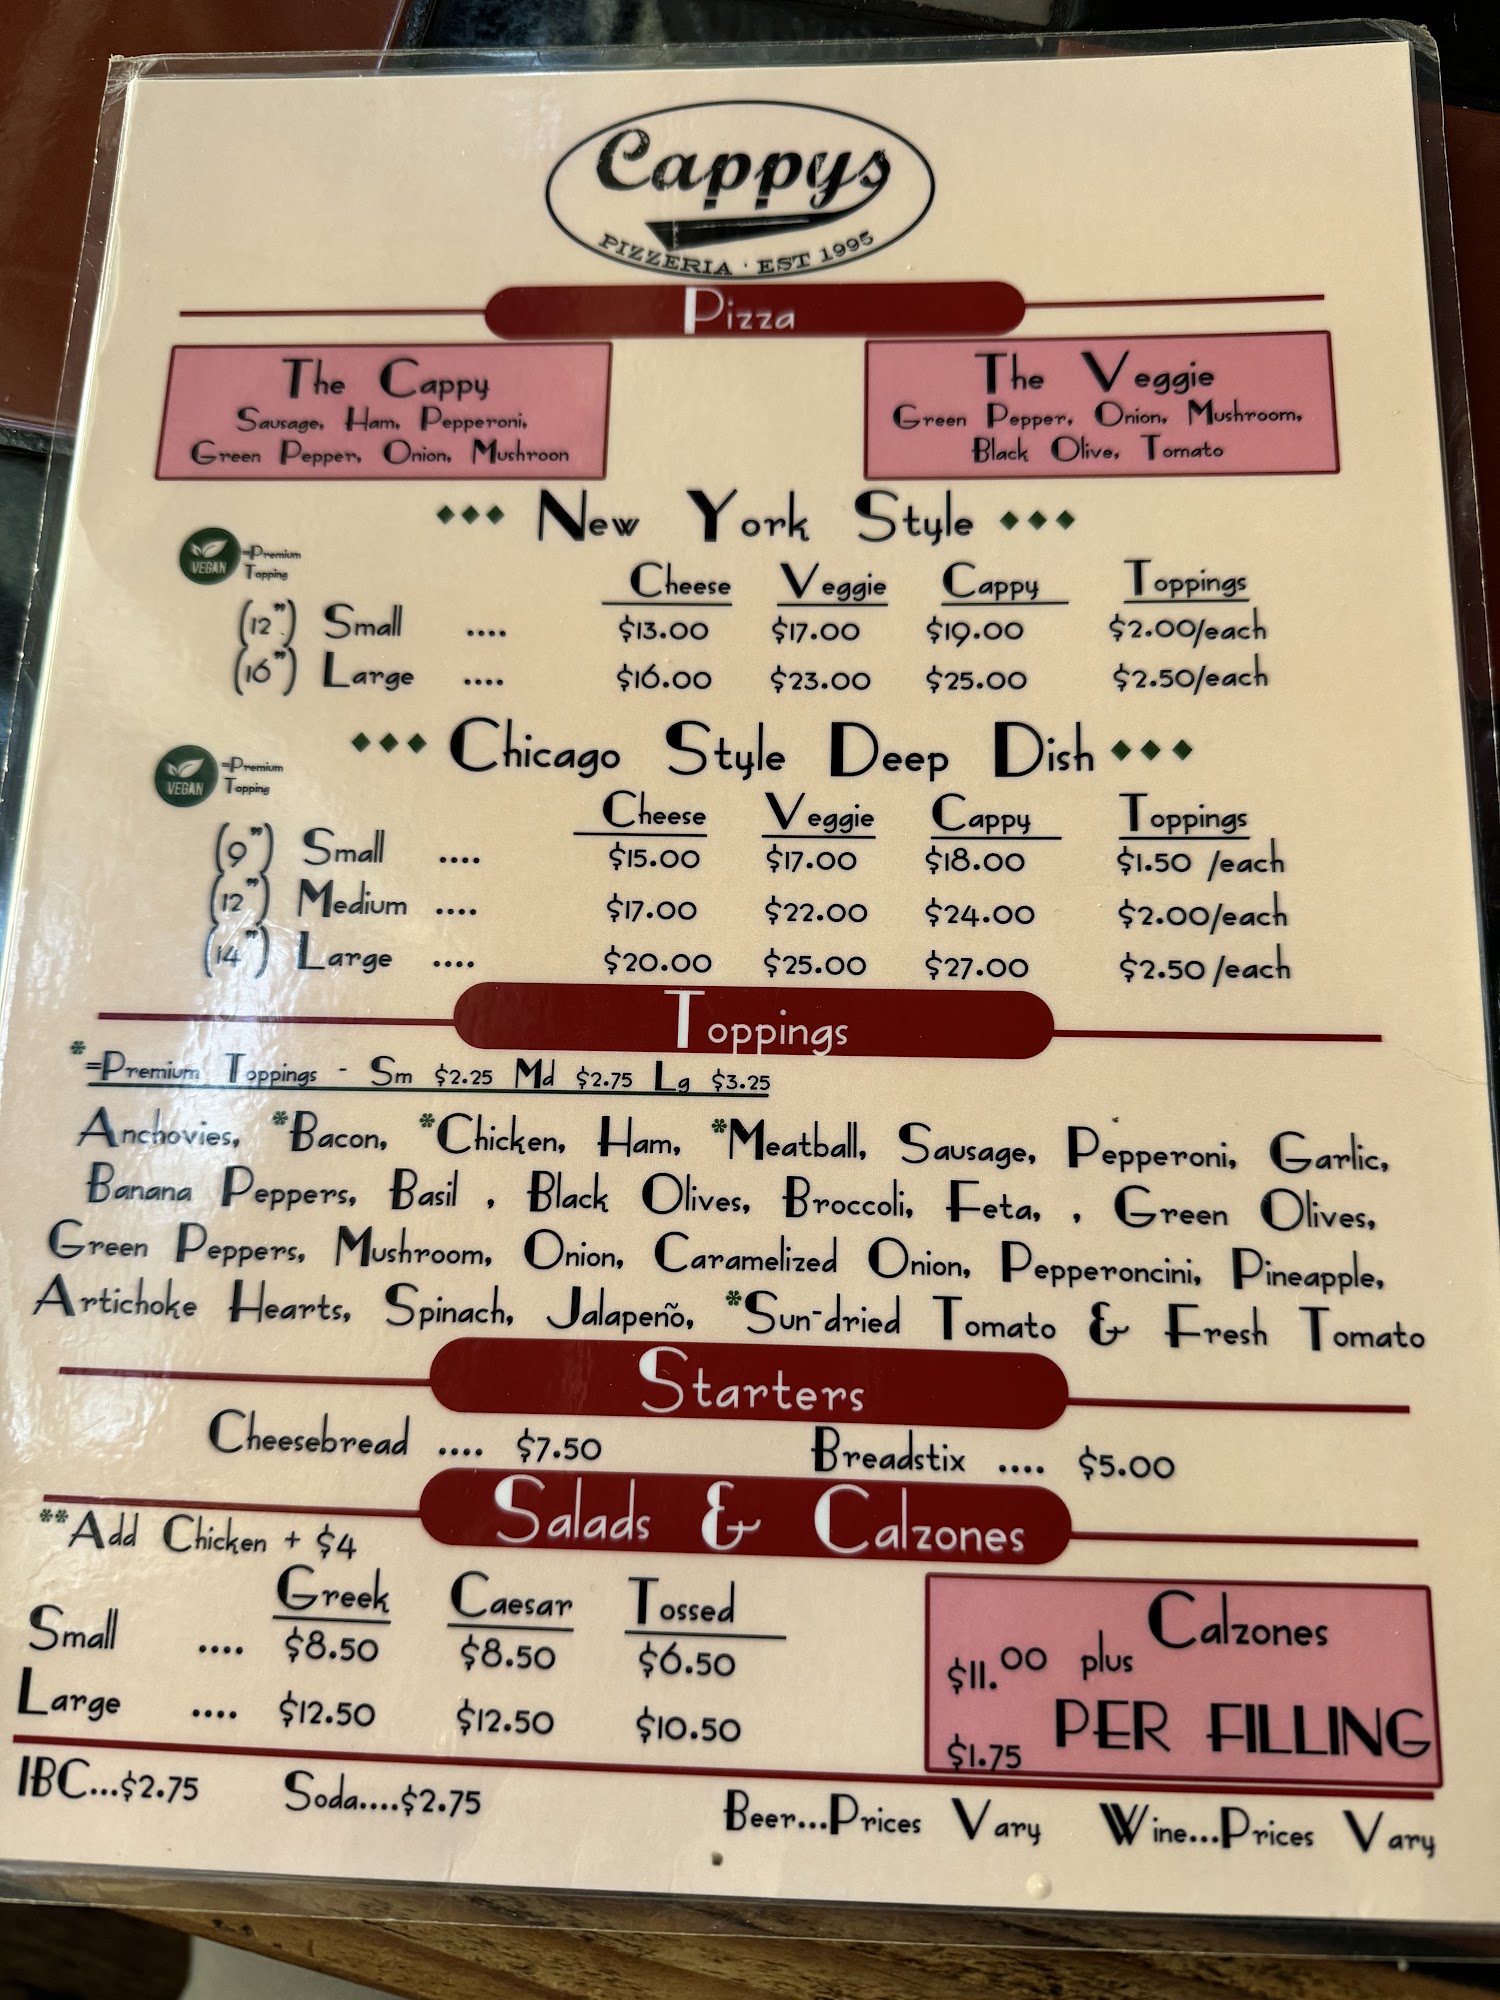 Cappys
PIZZERIA · EST 1995
Pizza
The Cappy
Sausage, Ham, Pepperoni,
Green Pepper, Onion, Mushroon
The Veggie
Green Pepper, Onion, Mushroom,
Black Olive, Tomato
New York Style
VEGAN =Premium
Topping
Cheese Veggie Cappy Toppings
(12") Small .... $13.00 $17.00 $19.00 $2.00/each
(16") Large .... $16.00 $23.00 $25.00 $2.50/each
Chicago Style Deep Dish
VEGAN =Premium
Topping
Cheese Veggie Cappy Toppings
(9") Small .... $15.00 $17.00 $18.00 $1.50 /each
(12") Medium .... $17.00 $22.00 $24.00 $2.00/each
(14") Large .... $20.00 $25.00 $27.00 $2.50 /each
Toppings
*=Premium Toppings - Sm $2.25 Md $2.75 Lg $3.25
Anchovies, *Bacon, *Chicken, Ham, *Meatball, Sausage, Pepperoni, Garlic,
Banana Peppers, Basil , Black Olives, Broccoli, Feta, , Green Olives,
Green Peppers, Mushroom, Onion, Caramelized Onion, Pepperoncini, Pineapple,
Artichoke Hearts, Spinach, Jalapeño, *Sun-dried Tomato & Fresh Tomato
Starters
Cheesebread .... $7.50 Breadstix .... $5.00
Salads & Calzones
**Add Chicken + $4
Greek Caesar Tossed
Small .... $8.50 $8.50 $6.50
Large .... $12.50 $12.50 $10.50
Calzones
$11.00 plus
$1.75 PER FILLING
IBC...$2.75 Soda....$2.75 Beer...Prices Vary Wine...Prices Vary